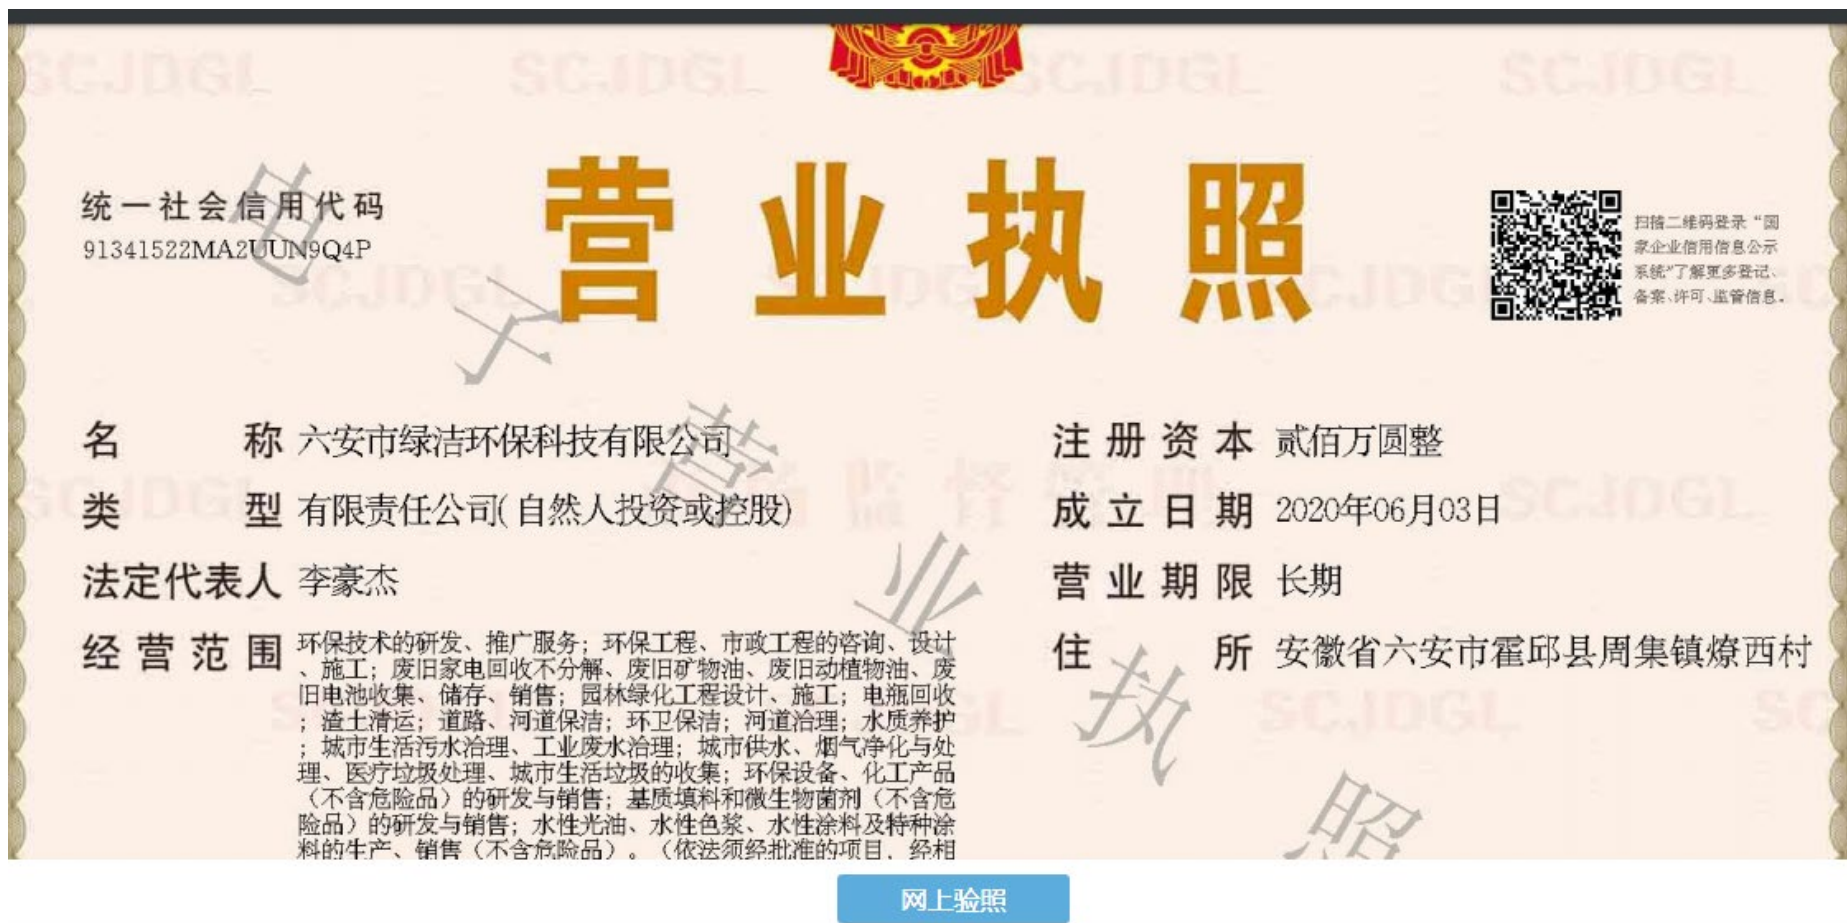 营业执照
统一社会信用代码
91341522MA2UUN9Q4P
扫描二维码登录“国
家企业信用信息公示
系统”了解更多登记、
备案、许可、监管信息。
名称 六安市绿洁环保科技有限公司
类型 有限责任公司(自然人投资或控股)
法定代表人 李豪杰
经营范围 环保技术的研发、推广服务；环保工程、市政工程的咨询、设计
、施工；废旧家电回收不分解、废旧矿物油、废旧动植物油、废
旧电池收集、储存、销售；园林绿化工程设计、施工；电瓶回收
；渣土清运；道路、河道保洁；环卫保洁；河道治理；水质养护
；城市生活污水治理、工业废水治理；城市供水、烟气净化与处
理、医疗垃圾处理、城市生活垃圾的收集；环保设备、化工产品
（不含危险品）的研发与销售；基质填料和微生物菌剂（不含危
险品）的研发与销售；水性光油、水性色浆、水性涂料及特种涂
料的生产、销售（不含危险品）。（依法须经批准的项目，经相
注册资本 贰佰万圆整
成立日期 2020年06月03日
营业期限 长期
住所 安徽省六安市霍邱县周集镇燎西村
电子营业执照
SCJDGL
网上验照